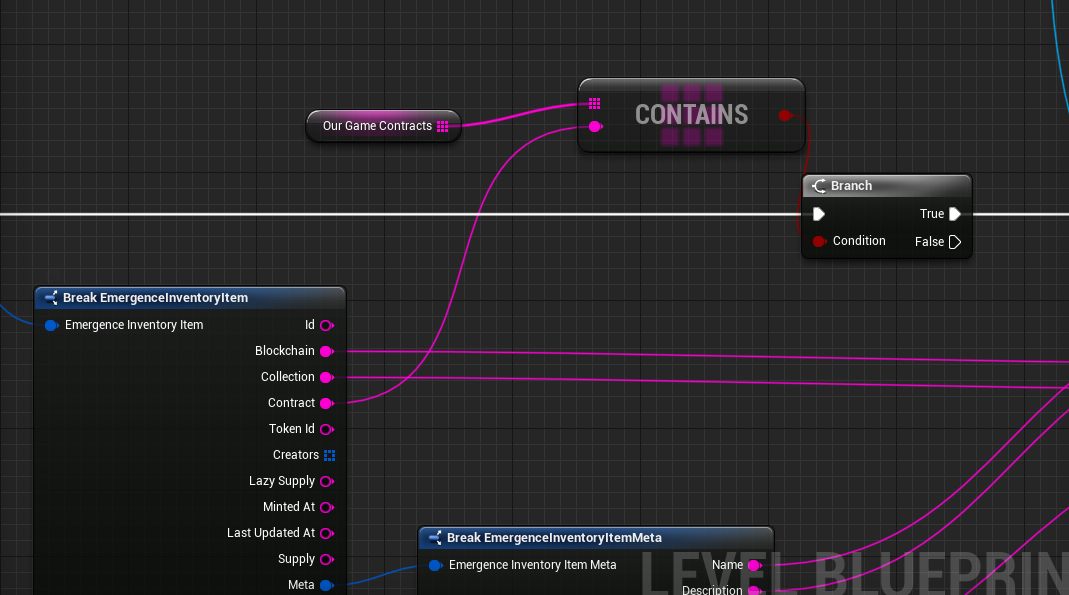 Our Game Contracts
CONTAINS
Branch
True
Condition
False
Break EmergenceInventoryItem
Emergence Inventory Item
Id
Blockchain
Collection
Contract
Token Id
Creators
Lazy Supply
Minted At
Last Updated At
Supply
Meta
Break EmergenceInventoryItemMeta
Emergence Inventory Item Meta
Name
Description
LEVEL BLUEPRIN